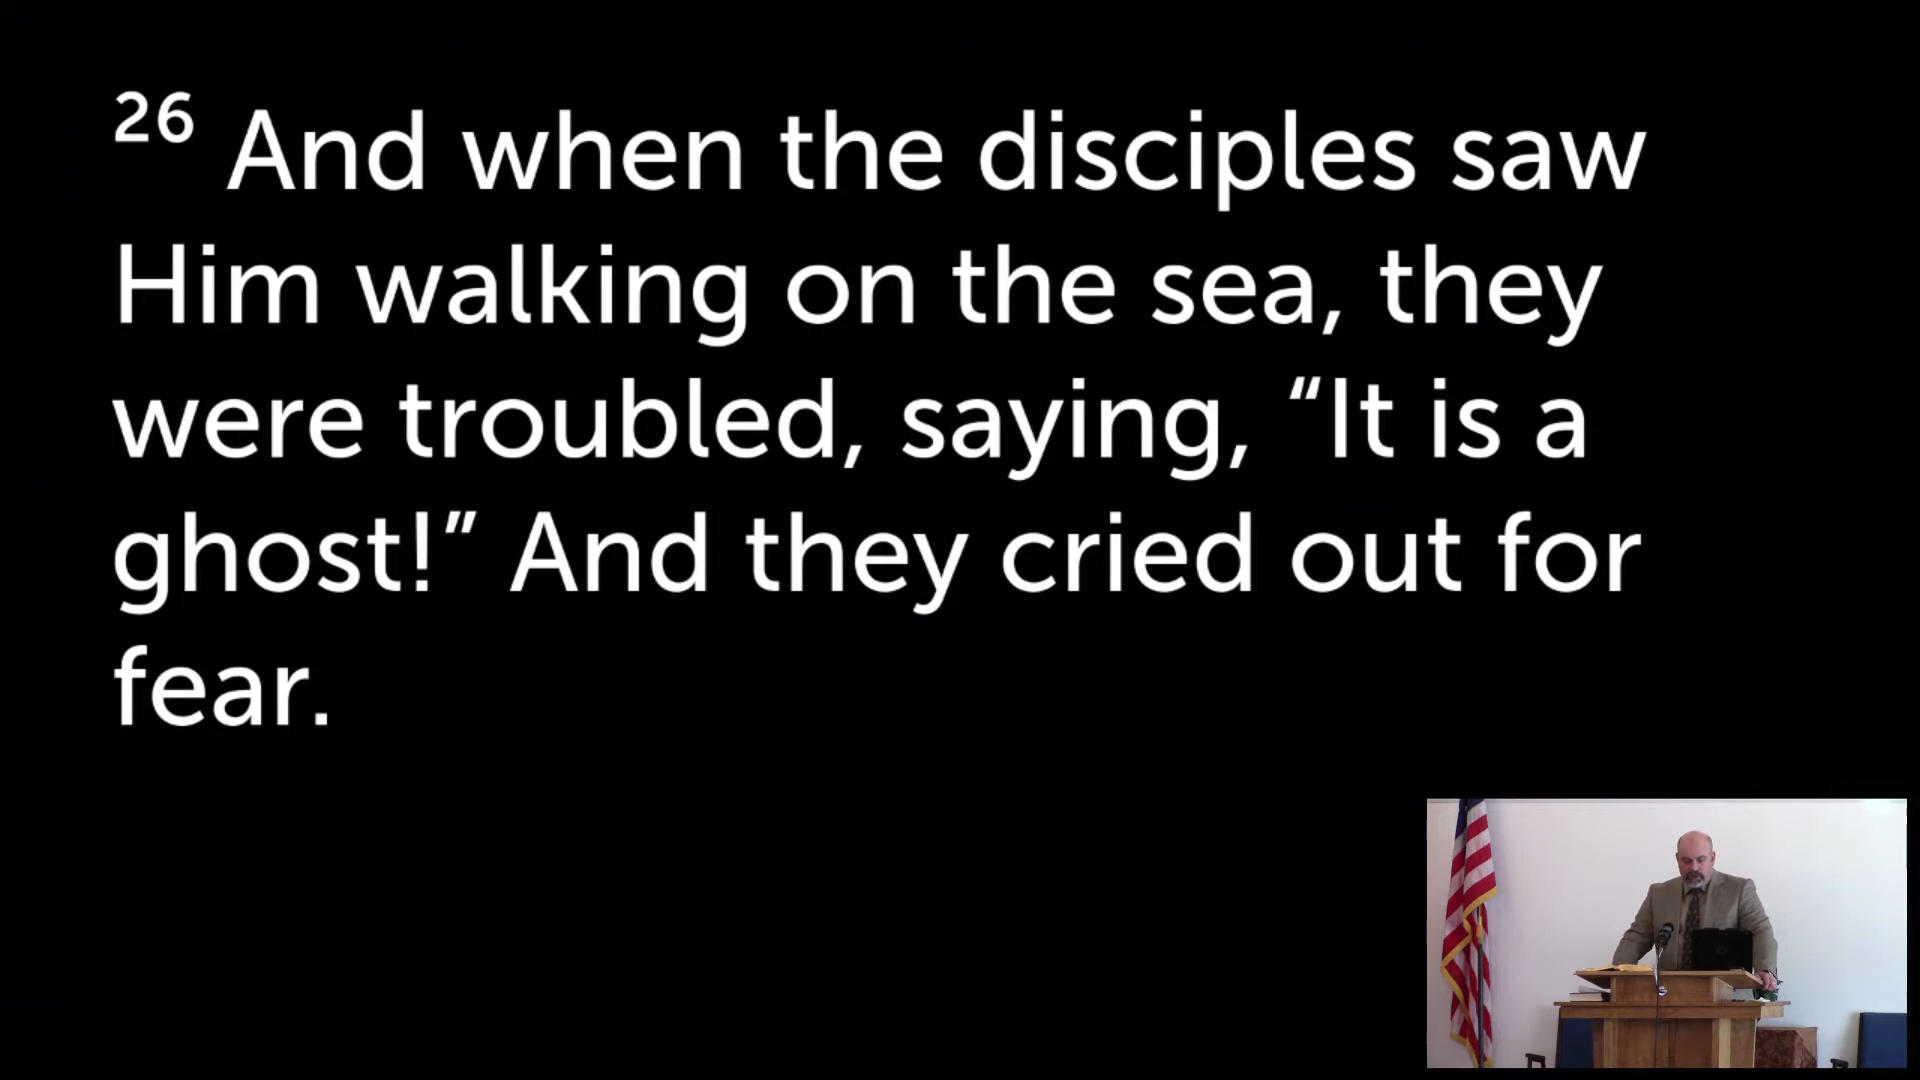 26 And when the disciples saw
Him walking on the sea, they
were troubled, saying, “It is a
ghost!” And they cried out for
fear.